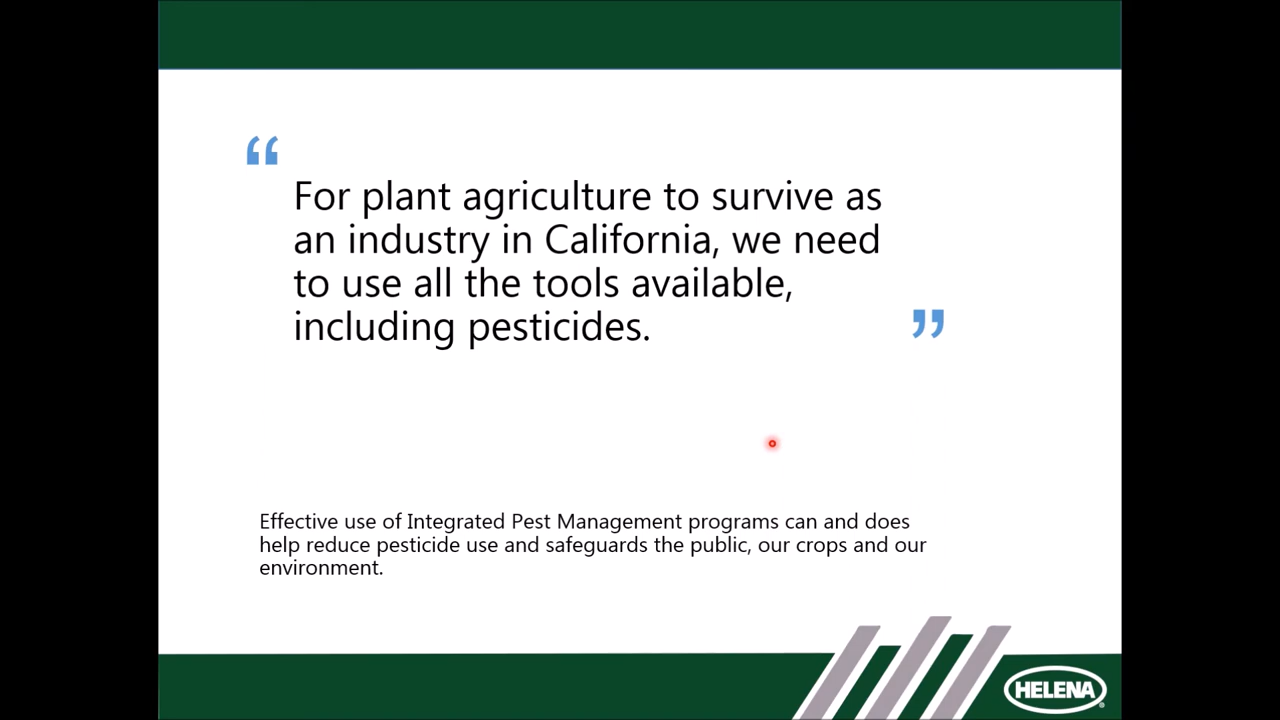 “
For plant agriculture to survive as
an industry in California, we need
to use all the tools available,
including pesticides.
”
Effective use of Integrated Pest Management programs can and does
help reduce pesticide use and safeguards the public, our crops and our
environment.
HELENA®